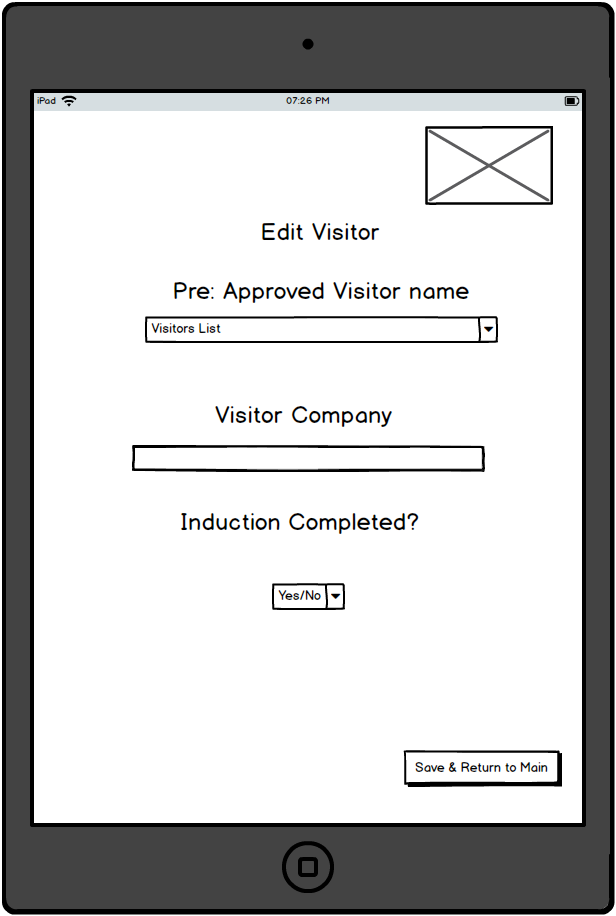 iPad 07:26 PM
Edit Visitor
Pre: Approved Visitor name
Visitors List
Visitor Company
Induction Completed?
Yes/No
Save & Return to Main